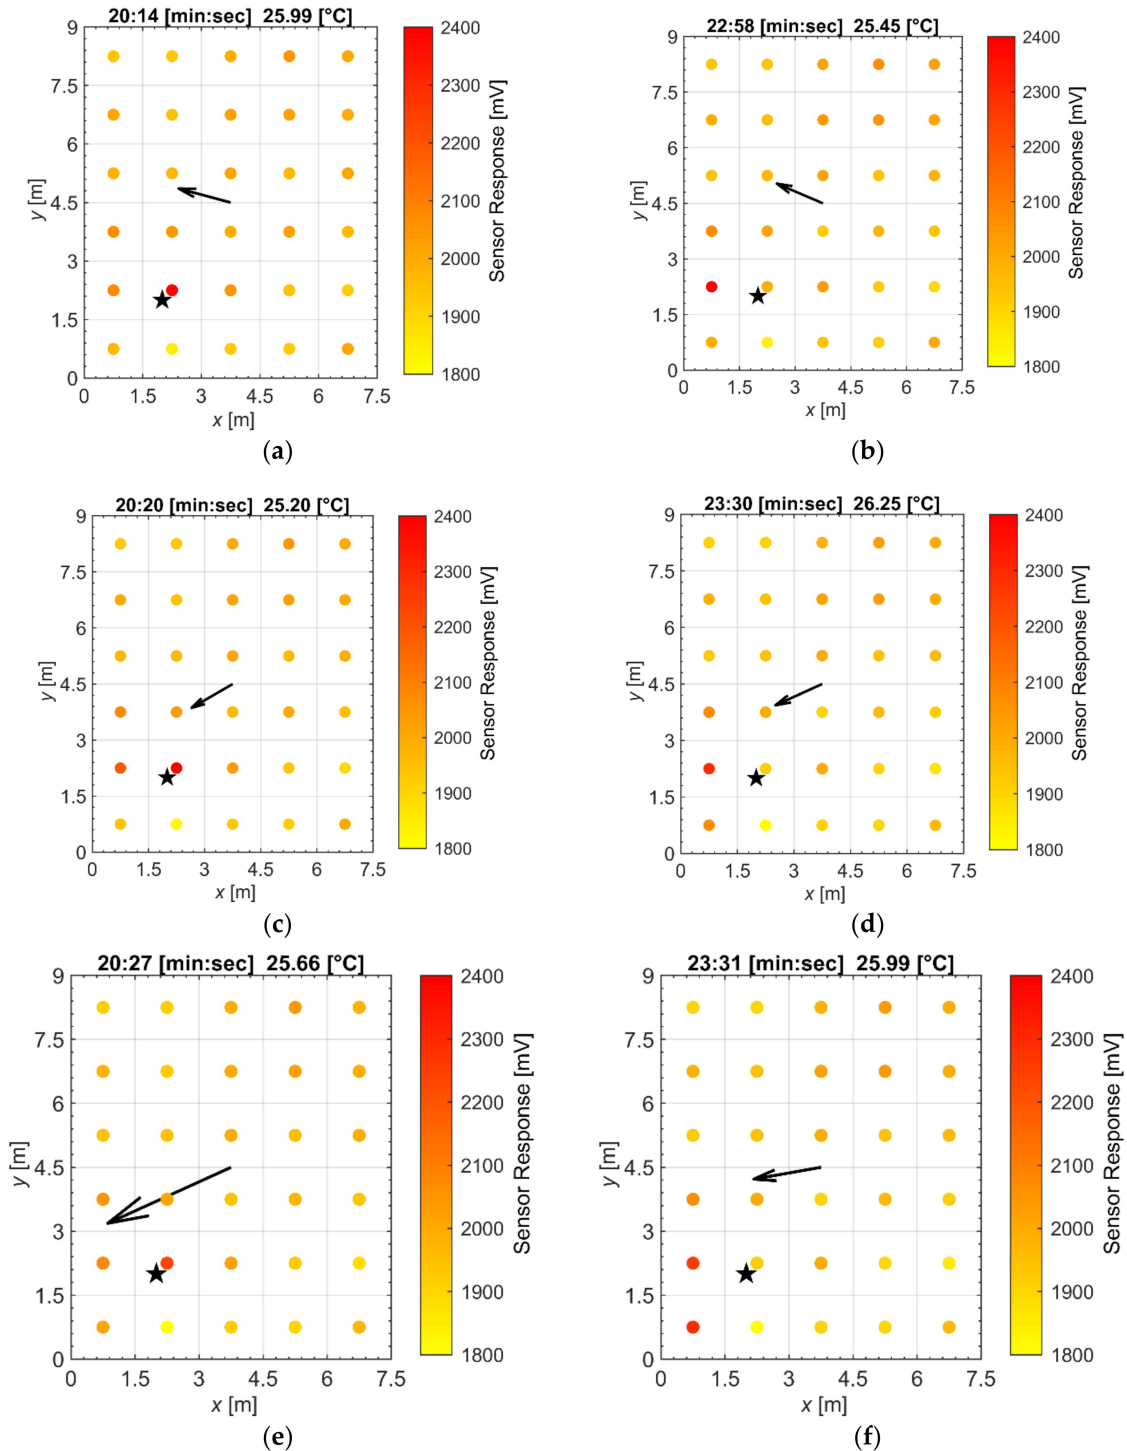 20:14 [min:sec] 25.99 [°C]
9
7.5
6
4.5
3
1.5
0
0 1.5 3 4.5 6 7.5
y [m]
x [m]
2400
2300
2200
2100
2000
1900
1800
Sensor Response [mV]
(a)
22:58 [min:sec] 25.45 [°C]
9
7.5
6
4.5
3
1.5
0
0 1.5 3 4.5 6 7.5
y [m]
x [m]
2400
2300
2200
2100
2000
1900
1800
Sensor Response [mV]
(b)
20:20 [min:sec] 25.20 [°C]
9
7.5
6
4.5
3
1.5
0
0 1.5 3 4.5 6 7.5
y [m]
x [m]
2400
2300
2200
2100
2000
1900
1800
Sensor Response [mV]
(c)
23:30 [min:sec] 26.25 [°C]
9
7.5
6
4.5
3
1.5
0
0 1.5 3 4.5 6 7.5
y [m]
x [m]
2400
2300
2200
2100
2000
1900
1800
Sensor Response [mV]
(d)
20:27 [min:sec] 25.66 [°C]
9
7.5
6
4.5
3
1.5
0
0 1.5 3 4.5 6 7.5
y [m]
x [m]
2400
2300
2200
2100
2000
1900
1800
Sensor Response [mV]
(e)
23:31 [min:sec] 25.99 [°C]
9
7.5
6
4.5
3
1.5
0
0 1.5 3 4.5 6 7.5
y [m]
x [m]
2400
2300
2200
2100
2000
1900
1800
Sensor Response [mV]
(f)